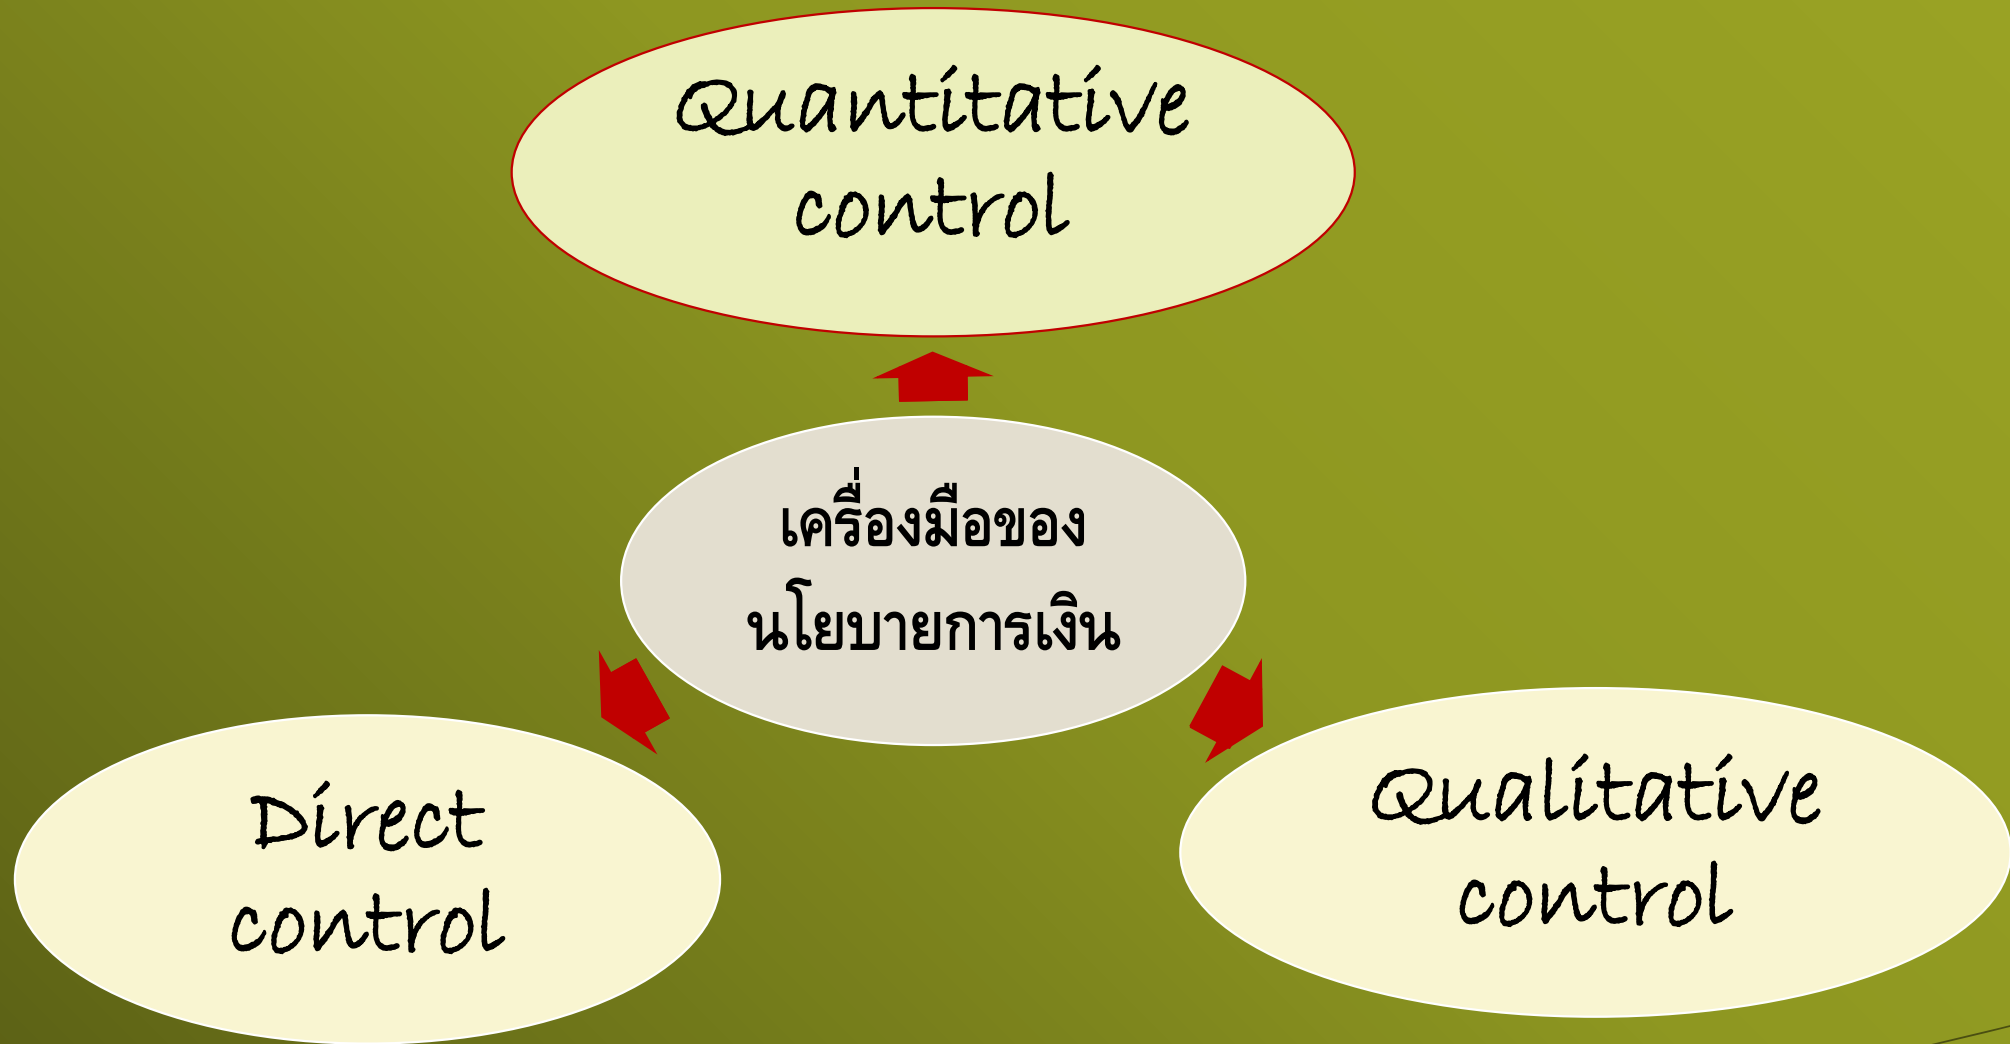 Quantitative
control
เครื่องมือของ
นโยบายการเงิน
Direct
control
Qualitative
control